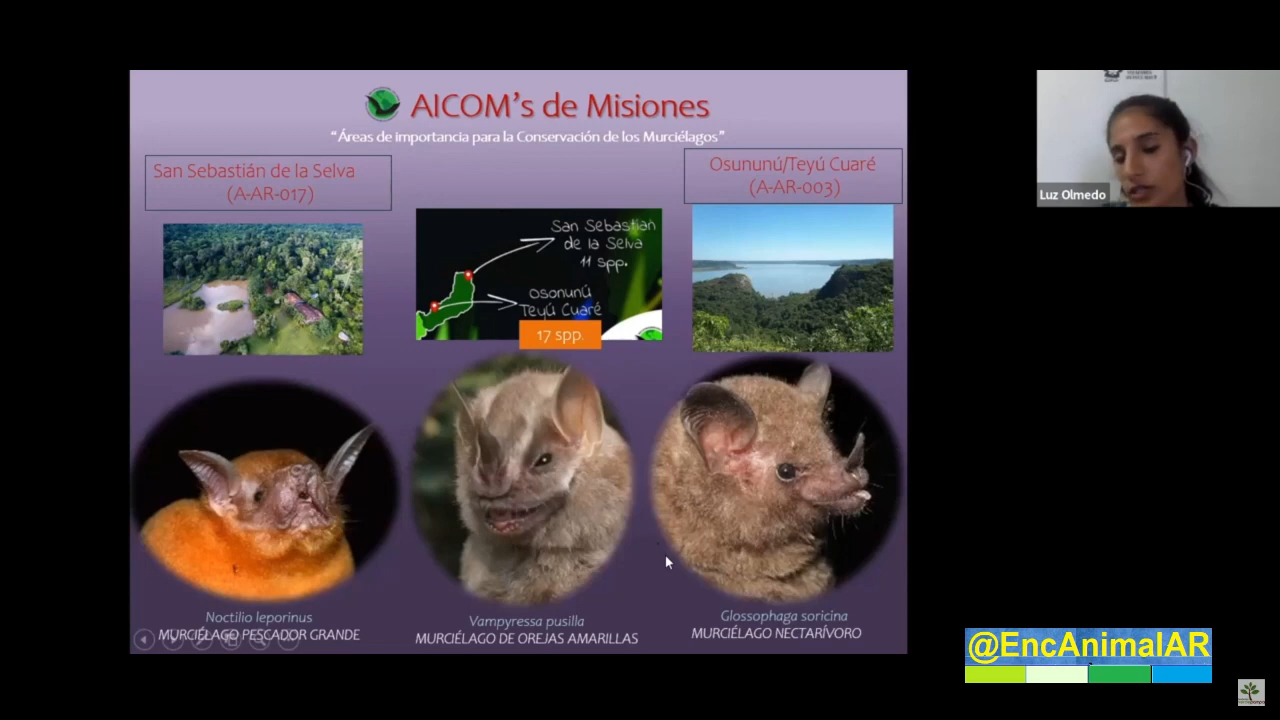 AICOM's de Misiones
“Áreas de importancia para la Conservación de los Murciélagos”
San Sebastián de la Selva
(A-AR-017)
Osununú/Teyú Cuaré
(A-AR-003)
San Sebastian
de la Selva
11 spp.
Osonunú
Teyú Cuaré
17 spp.
Noctilio leporinus
MURCIÉLAGO PESCADOR GRANDE
Vampyressa pusilla
MURCIÉLAGO DE OREJAS AMARILLAS
Glossophaga soricina
MURCIÉLAGO NECTARÍVORO
Luz Olmedo
@EncAnimalAR